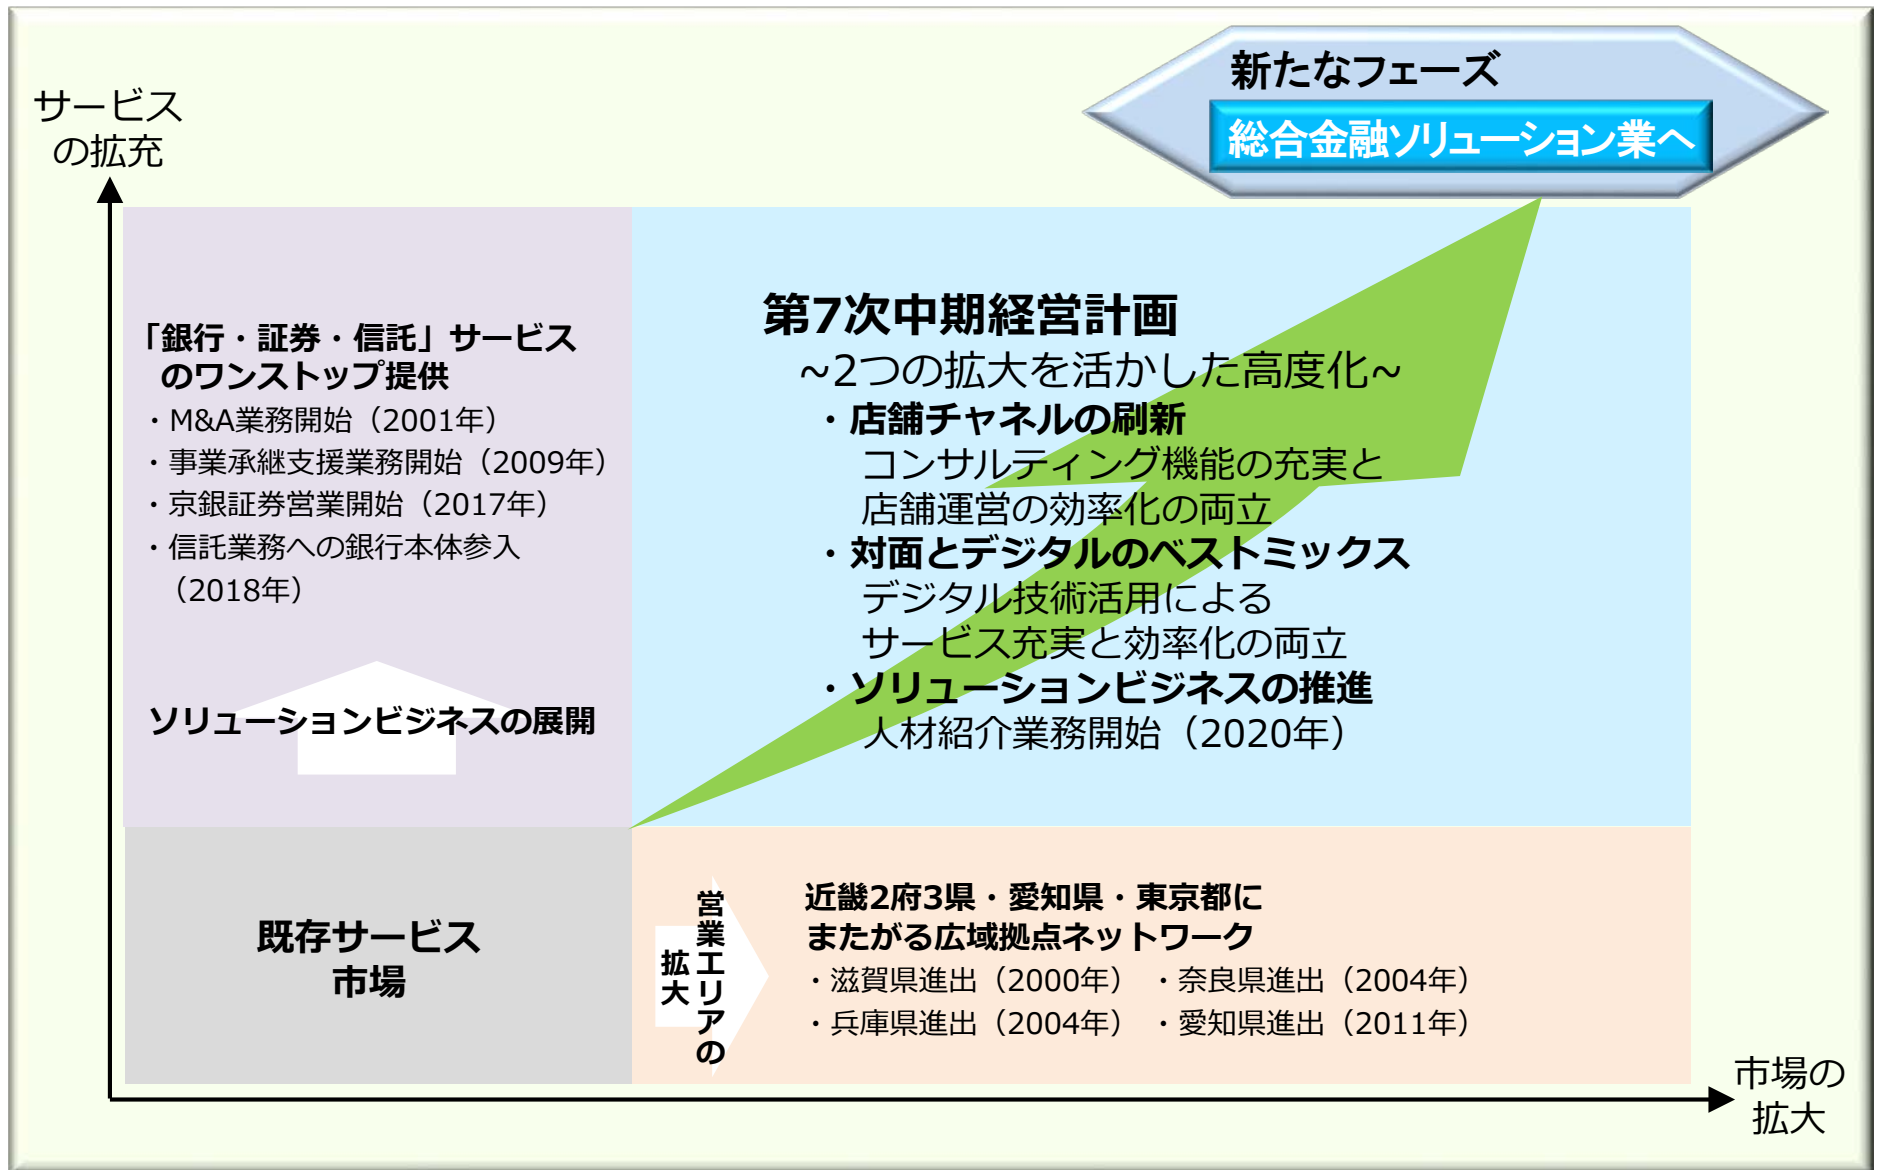 新たなフェーズ
総合金融ソリューション業へ
サービス
の拡充
「銀行・証券・信託」サービス
のワンストップ提供
・M&A業務開始（2001年）
・事業承継支援業務開始（2009年）
・京銀証券営業開始（2017年）
・信託業務への銀行本体参入
（2018年）
ソリューションビジネスの展開
第7次中期経営計画
~2つの拡大を活かした高度化~
・店舗チャネルの刷新
コンサルティング機能の充実と
店舗運営の効率化の両立
・対面とデジタルのベストミックス
デジタル技術活用による
サービス充実と効率化の両立
・ソリューションビジネスの推進
人材紹介業務開始（2020年）
既存サービス
市場
営業エリアの
拡大
近畿2府3県・愛知県・東京都に
またがる広域拠点ネットワーク
・滋賀県進出（2000年） ・奈良県進出（2004年）
・兵庫県進出（2004年） ・愛知県進出（2011年）
市場の
拡大